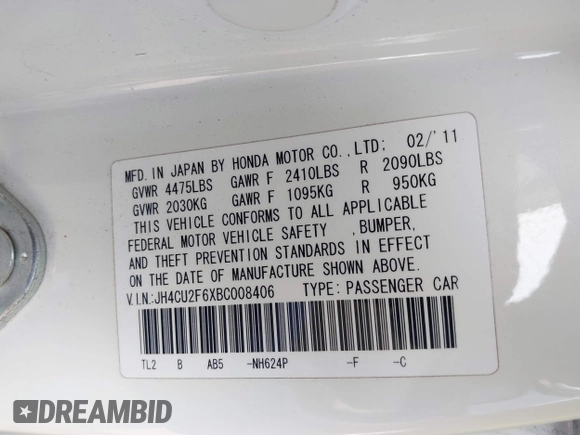 MFD. IN JAPAN BY HONDA MOTOR CO.,LTD: 02/'11
GVWR 4475LBS GAWR F 2410LBS R 2090LBS
GVWR 2030KG GAWR F 1095KG R 950KG
THIS VEHICLE CONFORMS TO ALL APPLICABLE
FEDERAL MOTOR VEHICLE SAFETY ,BUMPER,
AND THEFT PREVENTION STANDARDS IN EFFECT
ON THE DATE OF MANUFACTURE SHOWN ABOVE.
V.I.N:JH4CU2F6XBC008406 TYPE: PASSENGER CAR
TL2 B AB5 -NH624P -F -C
DREAMBID